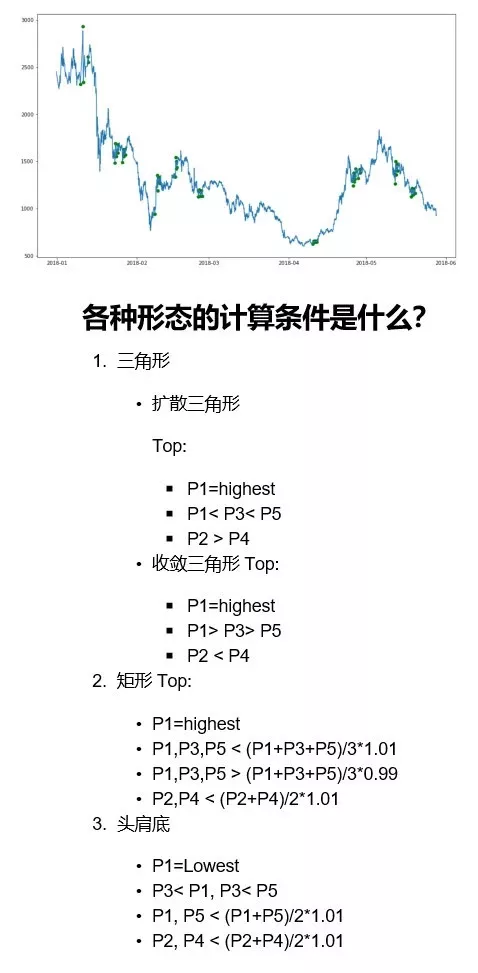 3000
2500
2000
1500
1000
500
2018-01
2018-02
2018-03
2018-04
2018-05
2018-06
各种形态的计算条件是什么?
1. 三角形
• 扩散三角形
Top:
■ P1=highest
■ P1< P3< P5
■ P2 > P4
• 收敛三角形 Top:
■ P1=highest
■ P1> P3> P5
■ P2 < P4
2. 矩形 Top:
• P1=highest
• P1,P3,P5 < (P1+P3+P5)/3*1.01
• P1,P3,P5 > (P1+P3+P5)/3*0.99
• P2,P4 < (P2+P4)/2*1.01
3. 头肩底
• P1=Lowest
• P3< P1, P3< P5
• P1, P5 < (P1+P5)/2*1.01
• P2, P4 < (P2+P4)/2*1.01